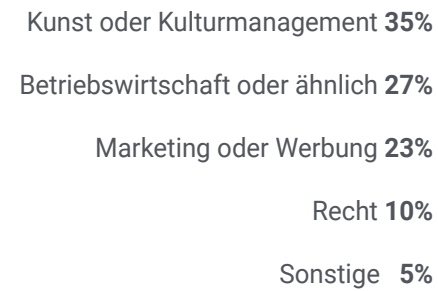 Kunst oder Kulturmanagement 35%
Betriebswirtschaft oder ähnlich 27%
Marketing oder Werbung 23%
Recht 10%
Sonstige 5%